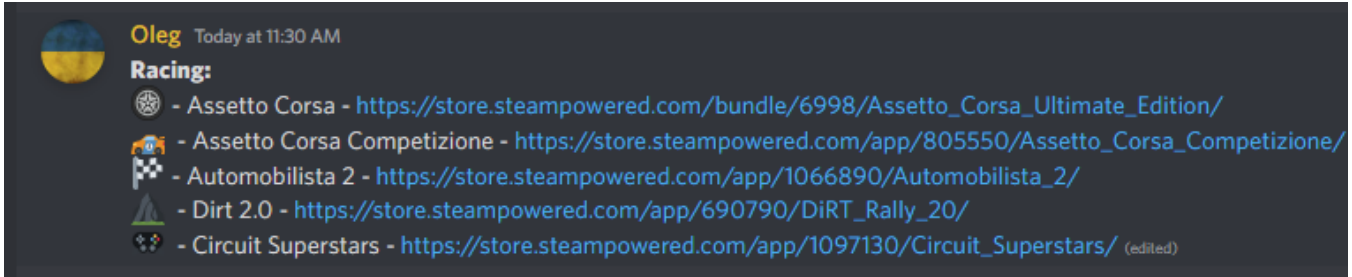 Oleg Today at 11:30 AM
Racing:
- Assetto Corsa - https://store.steampowered.com/bundle/6998/Assetto_Corsa_Ultimate_Edition/
- Assetto Corsa Competizione - https://store.steampowered.com/app/805550/Assetto_Corsa_Competizione/
- Automobilista 2 - https://store.steampowered.com/app/1066890/Automobilista_2/
- Dirt 2.0 - https://store.steampowered.com/app/690790/DiRT_Rally_20/
- Circuit Superstars - https://store.steampowered.com/app/1097130/Circuit_Superstars/ (edited)